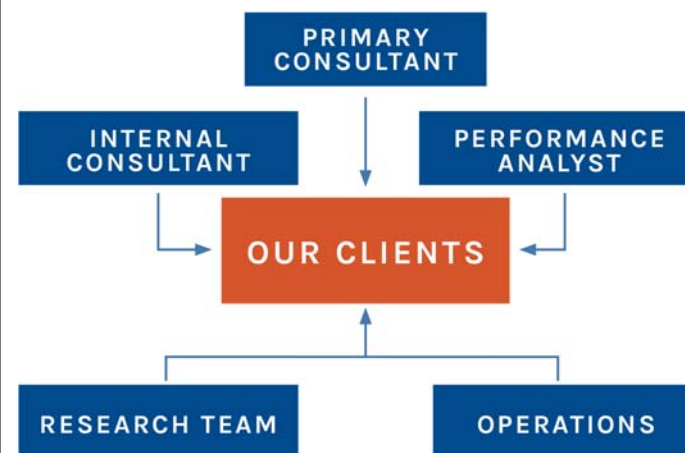 PRIMARY
CONSULTANT
INTERNAL
CONSULTANT
PERFORMANCE
ANALYST
OUR CLIENTS
RESEARCH TEAM
OPERATIONS